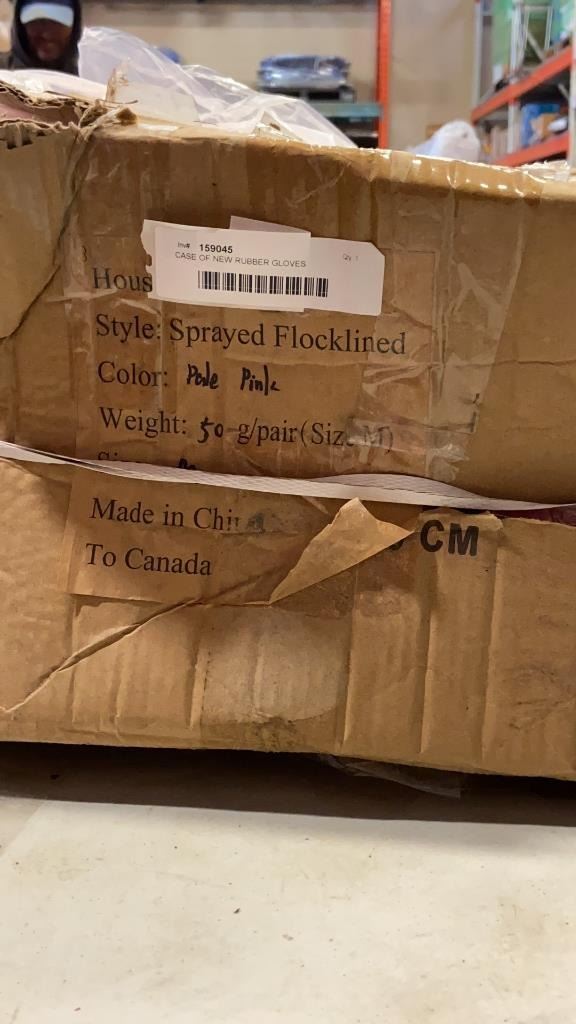 Inv# 159045 Qty 1
CASE OF NEW RUBBER GLOVES
Hous
Style: Sprayed Flocklined
Color: Pale Pink
Weight: 50 g/pair(Size M)
Made in Chi
To Canada
CM